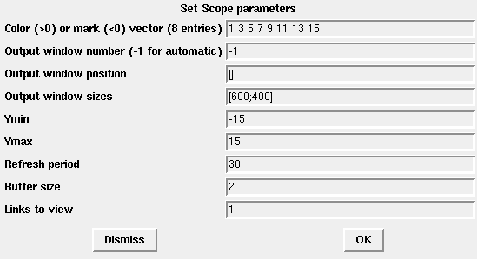 Set Scope parameters
Color (>0) or mark (<0) vector (8 entries) 1 3 5 7 9 11 13 15
Output window number (-1 for automatic) -1
Output window position []
Output window sizes [600;400]
Ymin -15
Ymax 15
Refresh period 30
Buffer size 2
Links to view 1
Dismiss OK